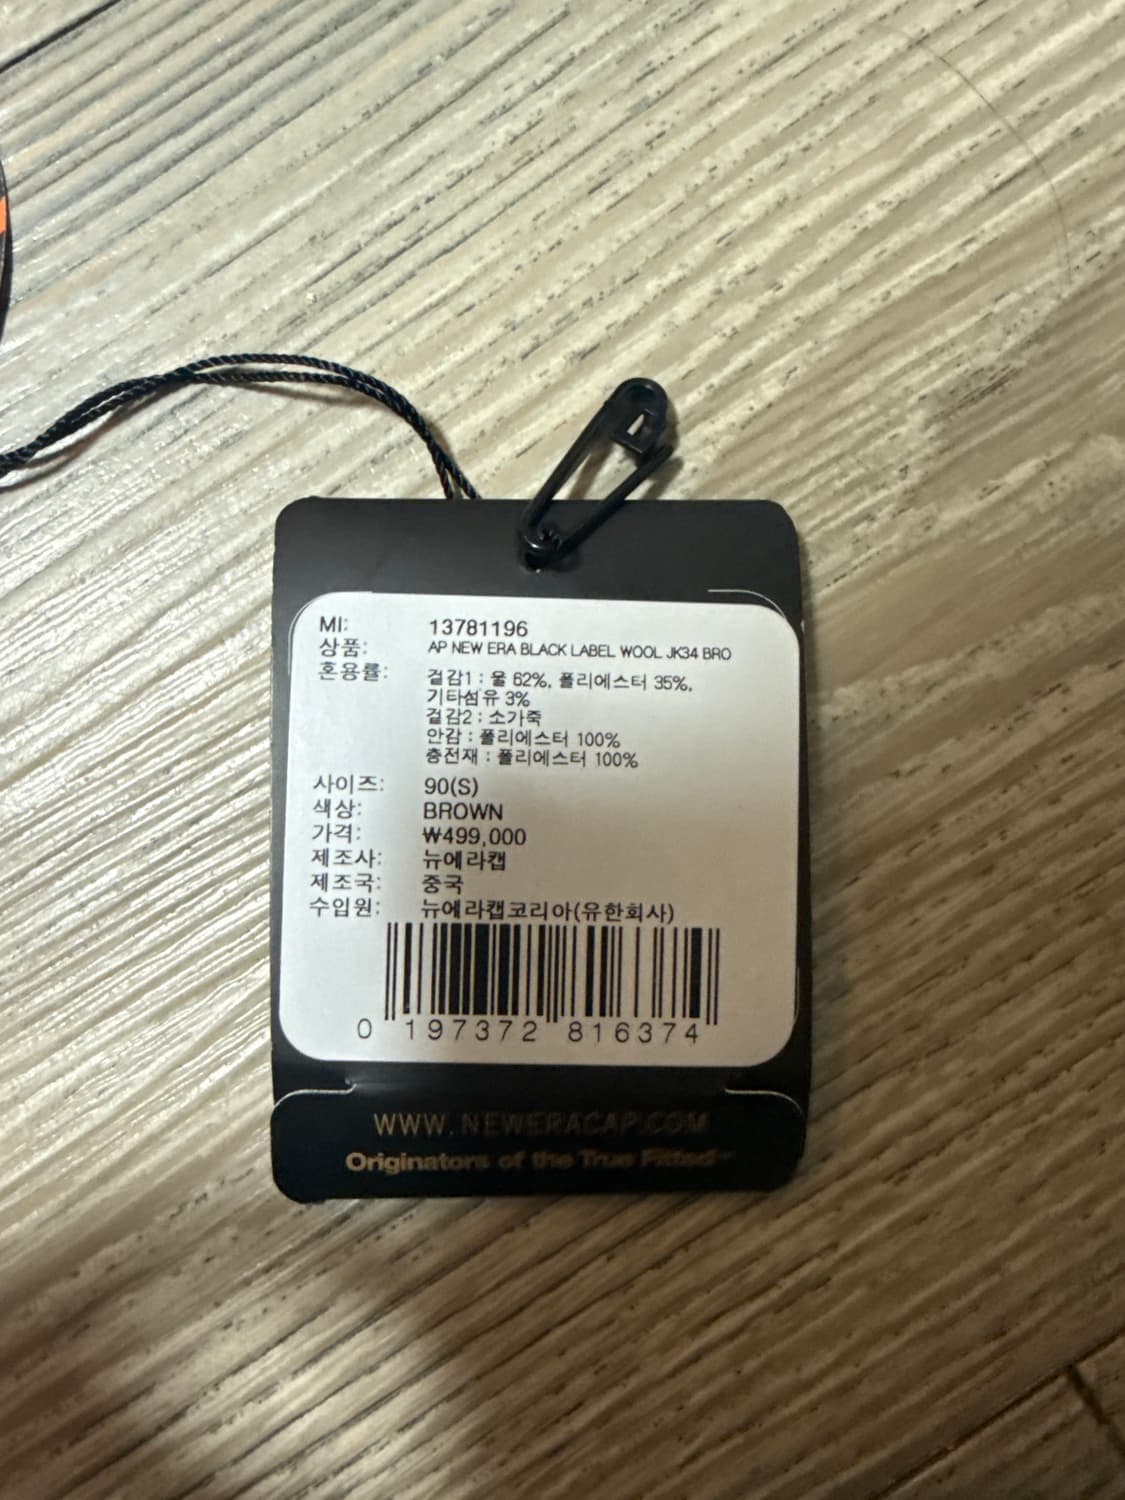 MI: 13781196
상품: AP NEW ERA BLACK LABEL WOOL JK34 BRO
혼용률: 겉감1 : 울 62%, 폴리에스터 35%,
기타섬유 3%
겉감2 : 소가죽
안감 : 폴리에스터 100%
충전재 : 폴리에스터 100%
사이즈: 90(S)
색상: BROWN
가격: ₩499,000
제조사: 뉴에라캡
제조국: 중국
수입원: 뉴에라캡코리아(유한회사)
0 197372 816374
WWW.NEWERACAP.COM
Originators of the True Fitted™